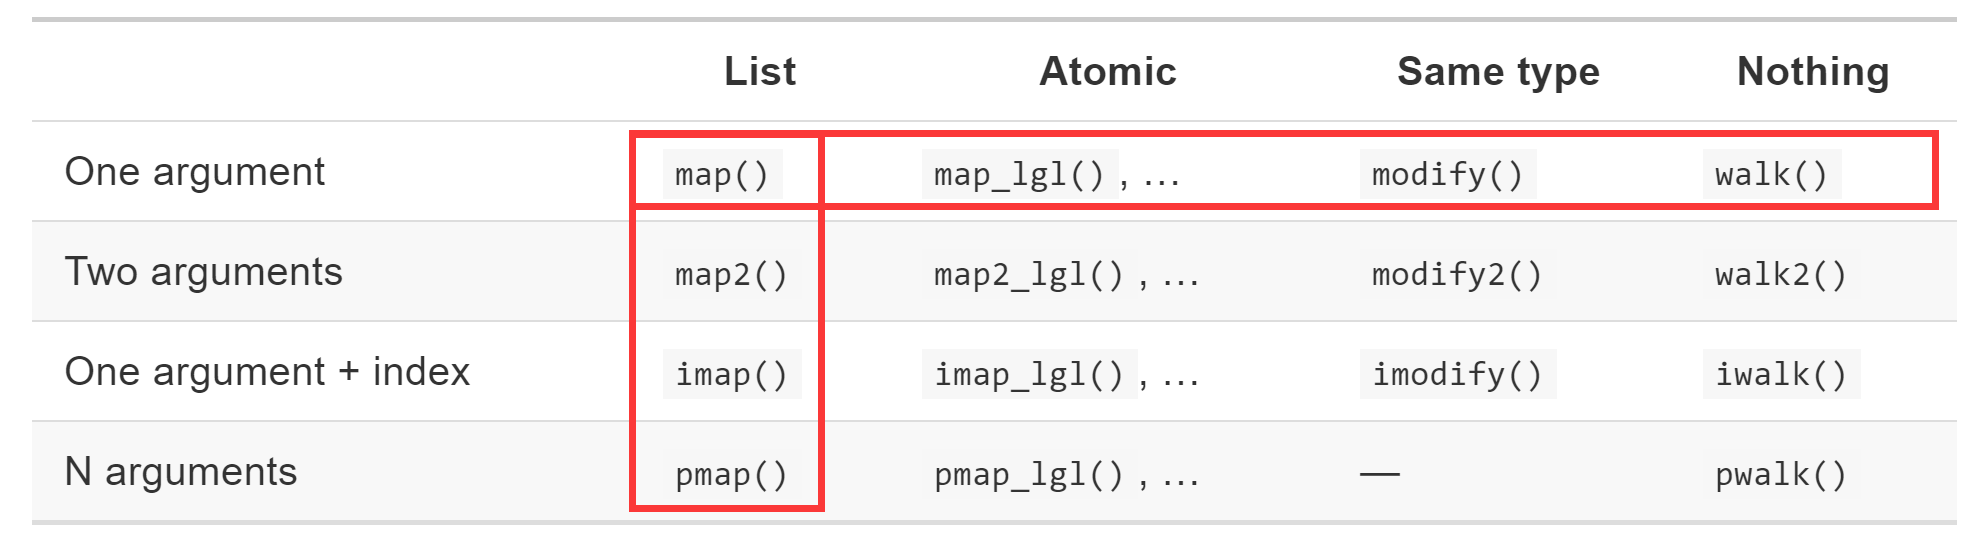 List Atomic Same type Nothing
One argument map() map_lgl(), … modify() walk()
Two arguments map2() map2_lgl(), … modify2() walk2()
One argument + index imap() imap_lgl(), … imodify() iwalk()
N arguments pmap() pmap_lgl(), … — pwalk()